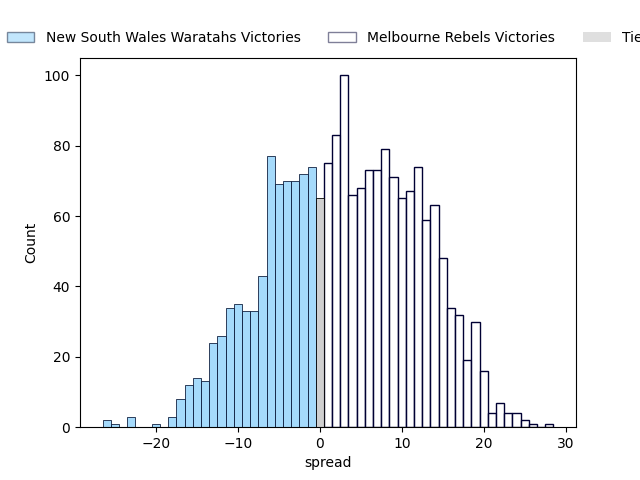 New South Wales Waratahs Victories Melbourne Rebels Victories Tie
100
80
60
40
20
0
Count
−20 −10 0 10 20 30
spread